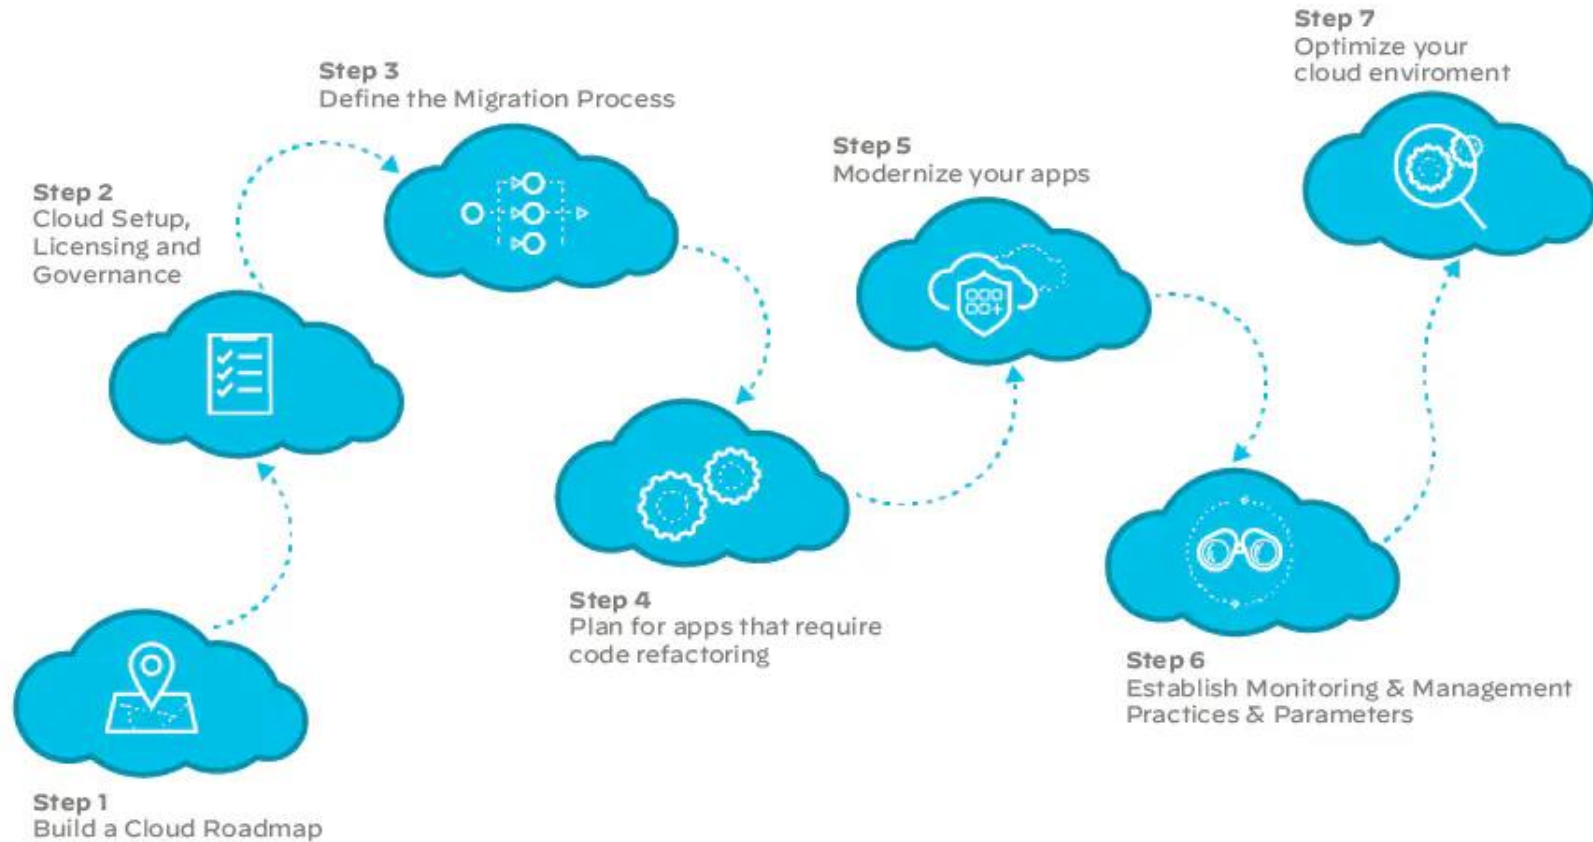 Step 1
Build a Cloud Roadmap
Step 2
Cloud Setup,
Licensing and
Governance
Step 3
Define the Migration Process
Step 4
Plan for apps that require
code refactoring
Step 5
Modernize your apps
Step 6
Establish Monitoring & Management
Practices & Parameters
Step 7
Optimize your
cloud enviroment